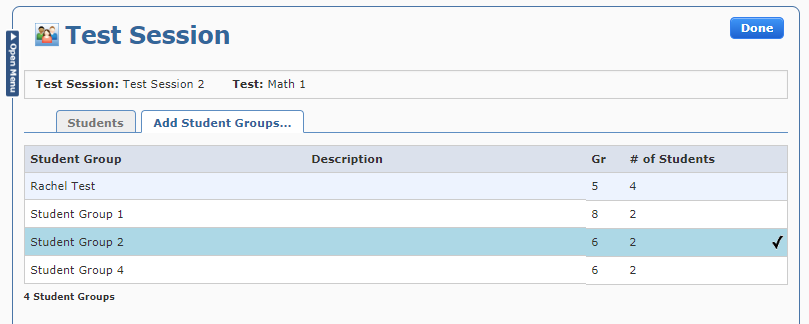 Test Session
Done
Open Menu
Test Session: Test Session 2 Test: Math 1
Students Add Student Groups...
Student Group Description Gr # of Students
Rachel Test 5 4
Student Group 1 8 2
Student Group 2 6 2 ✓
Student Group 4 6 2
4 Student Groups